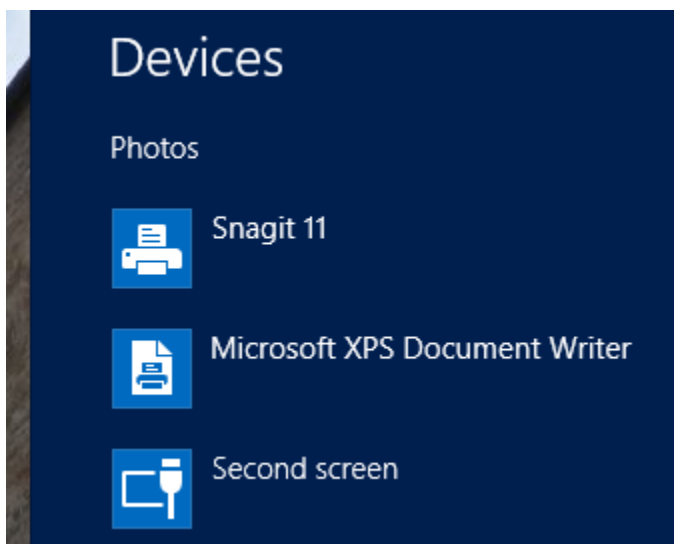 Devices
Photos
Snagit 11
Microsoft XPS Document Writer
Second screen